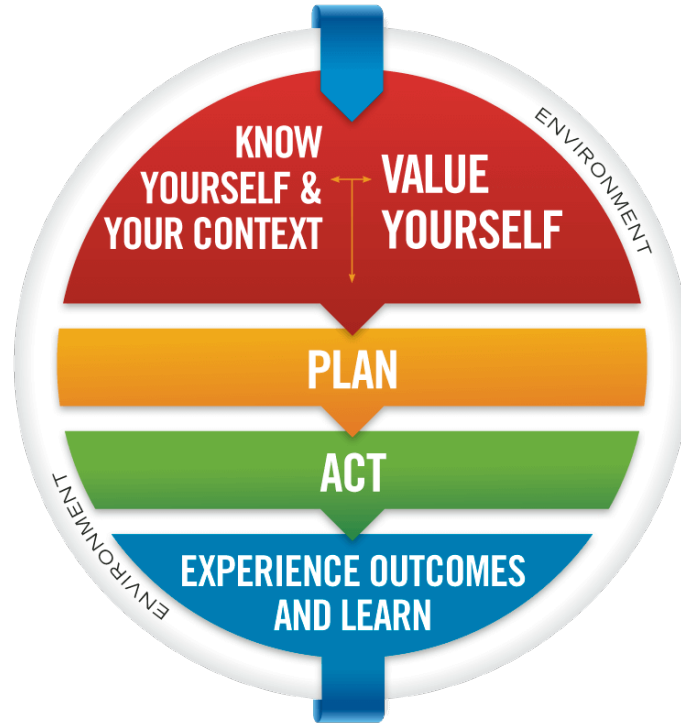 ENVIRONMENT
KNOW
YOURSELF &
YOUR CONTEXT
VALUE
YOURSELF
PLAN
ACT
ENVIRONMENT
EXPERIENCE OUTCOMES
AND LEARN